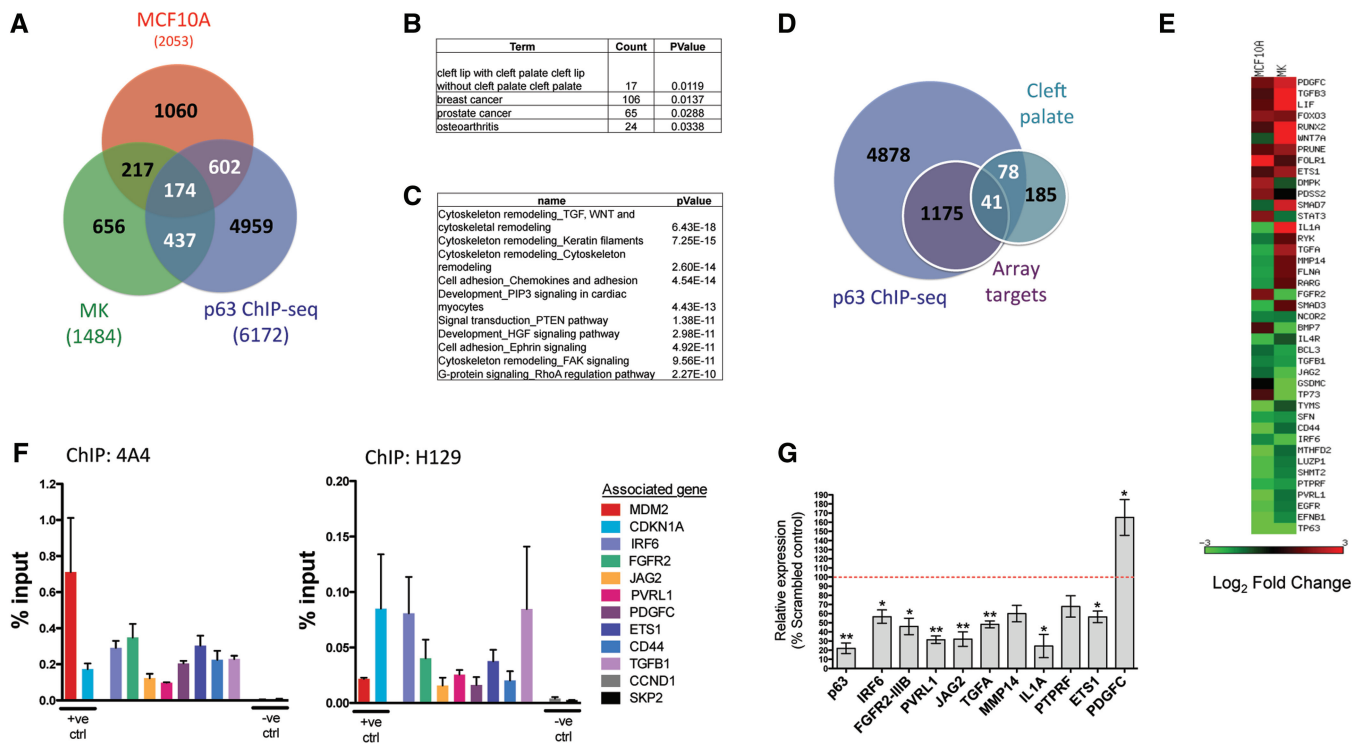 A
MCF10A
(2053)
1060
217
602
174
656
437
4959
MK
(1484)
p63 ChIP-seq
(6172)
B
Term Count PValue
cleft lip with cleft palate cleft lip
without cleft palate cleft palate 17 0.0119
breast cancer 106 0.0137
prostate cancer 65 0.0288
osteoarthritis 24 0.0338
C
name pValue
Cytoskeleton remodeling_TGF, WNT and
cytoskeletal remodeling 6.43E-18
Cytoskeleton remodeling_Keratin filaments 7.25E-15
Cytoskeleton remodeling_Cytoskeleton
remodeling 2.60E-14
Cell adhesion_Chemokines and adhesion 4.54E-14
Development_PIP3 signaling in cardiac
myocytes 4.43E-13
Signal transduction_PTEN pathway 1.38E-11
Development_HGF signaling pathway 2.98E-11
Cell adhesion_Ephrin signaling 4.92E-11
Cytoskeleton remodeling_FAK signaling 9.56E-11
G-protein signaling_RhoA regulation pathway 2.27E-10
D
Cleft
palate
4878
78
41
185
1175
p63 ChIP-seq
Array
targets
E
MCF10A
MK
PDGFC
TGFB3
LIF
FOXO3
RUNX2
WNT7A
PRUNE
FOLR1
ETS1
DMPK
PDSS2
SMAD7
STAT3
IL1A
RYK
TGFA
MMP14
FLNA
RARG
FGFR2
SMAD3
NCOR2
BMP7
IL4R
BCL3
TGFB1
JAG2
GSDMC
TP73
TYMS
SFN
CD44
IRF6
MTHFD2
LUZP1
SHMT2
PTPRF
PVRL1
EGFR
EFNB1
TP63
-3 3
Log2 Fold Change
F
ChIP: 4A4
% input
1.2
1.0
0.8
0.6
0.4
0.2
0.0
+ve
ctrl
-ve
ctrl
ChIP: H129
% input
0.20
0.15
0.10
0.05
0.00
+ve
ctrl
-ve
ctrl
Associated gene
MDM2
CDKN1A
IRF6
FGFR2
JAG2
PVRL1
PDGFC
ETS1
CD44
TGFB1
CCND1
SKP2
G
Relative expression
(% Scrambled control)
190
180
170
160
150
140
130
120
110
100
90
80
70
60
50
40
30
20
10
0
** * * ** ** ** * * *
p63
IRF6
FGFR2-IIIB
PVRL1
JAG2
TGFA
MMP14
IL1A
PTPRF
ETS1
PDGFC